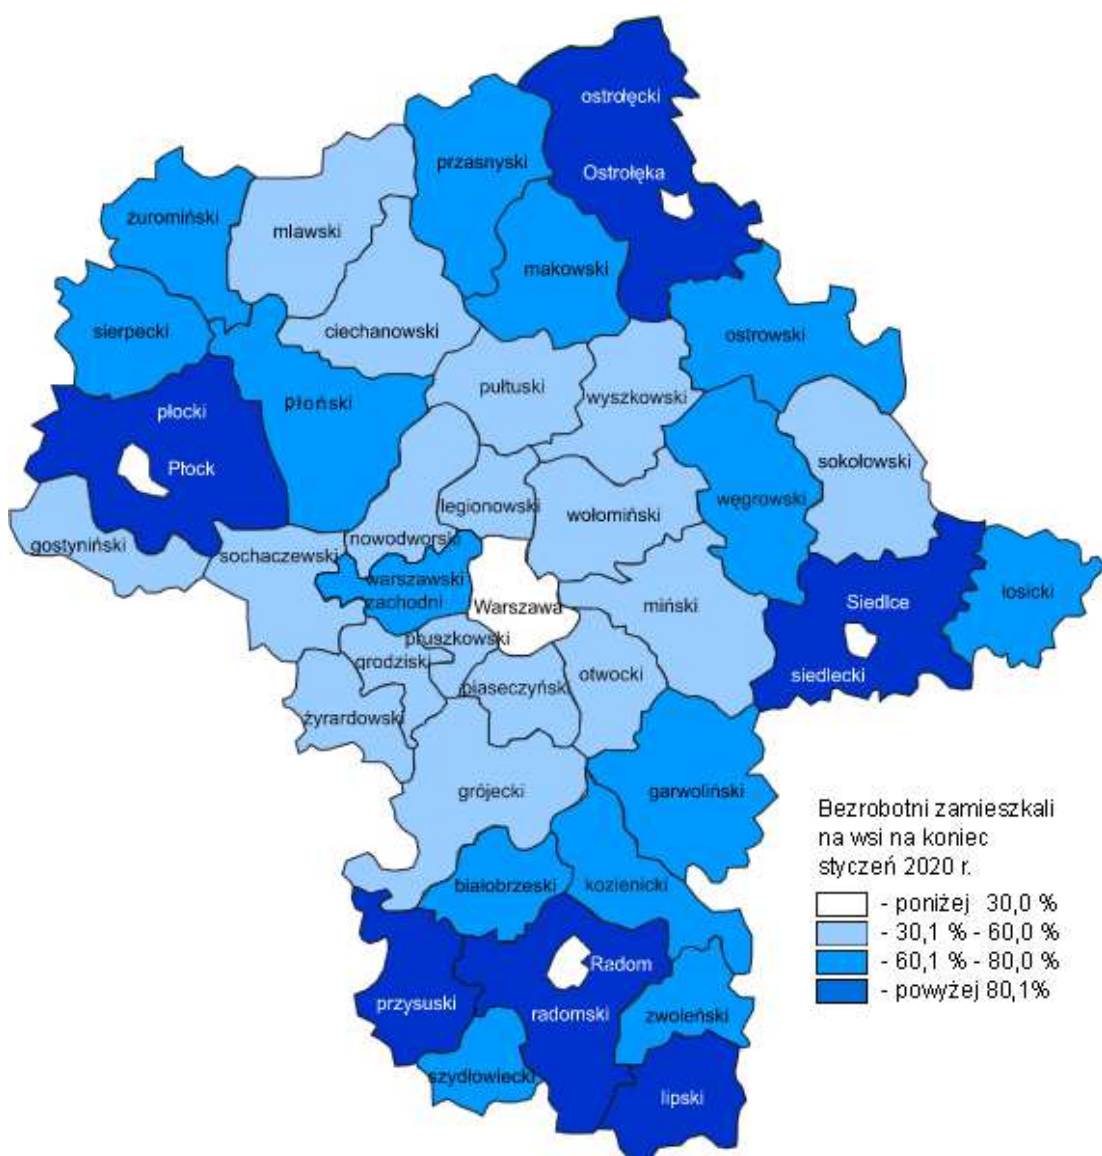 ostrołęcki
przasnyski
Ostrołęka
żuromiński
mlawski
makowski
sierpecki
ciechanowski
ostrowski
pułtuski
wyszkowski
płocki
płoński
sokołowski
Płock
węgrowski
legionowski
wołomiński
gostyniński
sochaczewski
nowodworski
warszawski
zachodni
Warszawa
miński
Siedlce
łosicki
pruszkowski
grodziski
piaseczyński
otwocki
siedlecki
żyrardowski
grójecki
garwoliński
Bezrobotni zamieszkali
na wsi na koniec
styczeń 2020 r.
- poniżej 30,0 %
- 30,1 % - 60,0 %
- 60,1 % - 80,0 %
- powyżej 80,1%
białobrzeski
kozienicki
Radom
przysuski
radomski
zwoleński
szydłowiecki
lipski